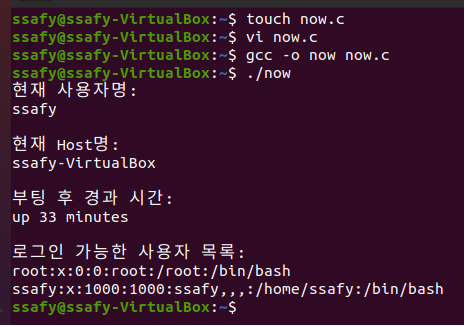 ssafy@ssafy-VirtualBox:~$ touch now.c
ssafy@ssafy-VirtualBox:~$ vi now.c
ssafy@ssafy-VirtualBox:~$ gcc -o now now.c
ssafy@ssafy-VirtualBox:~$ ./now
현재 사용자명:
ssafy
현재 Host명:
ssafy-VirtualBox
부팅 후 경과 시간:
up 33 minutes
로그인 가능한 사용자 목록:
root:x:0:0:root:/root:/bin/bash
ssafy:x:1000:1000:ssafy,,,:/home/ssafy:/bin/bash
ssafy@ssafy-VirtualBox:~$